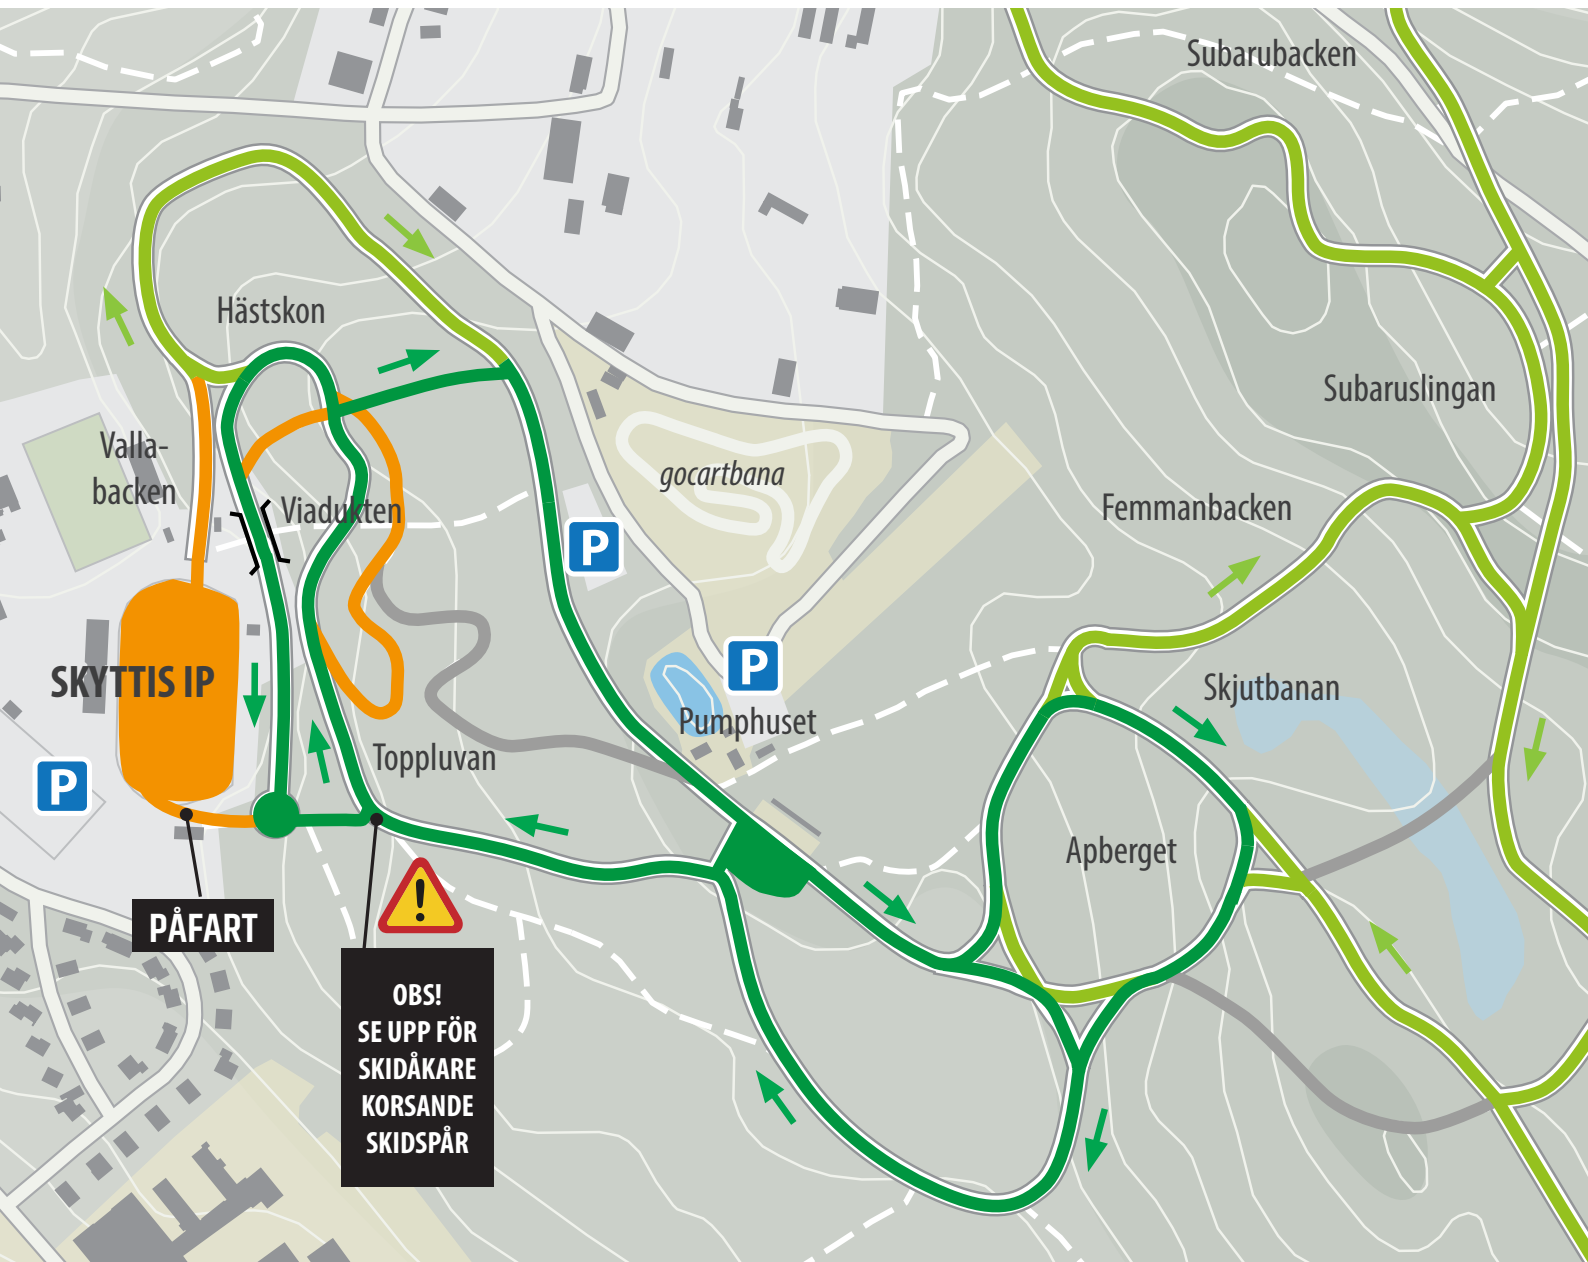 Subarubacken
Hästskon
Subaruslingan
Valla-
backen
gocartbana
Viadukten
Femmanbacken
P
P
SKYTTIS IP
Skjutbanan
Pumphuset
Toppluvan
P
Apberget
PÅFART
!
OBS!
SE UPP FÖR
SKIDÅKARE
KORSANDE
SKIDSPÅR